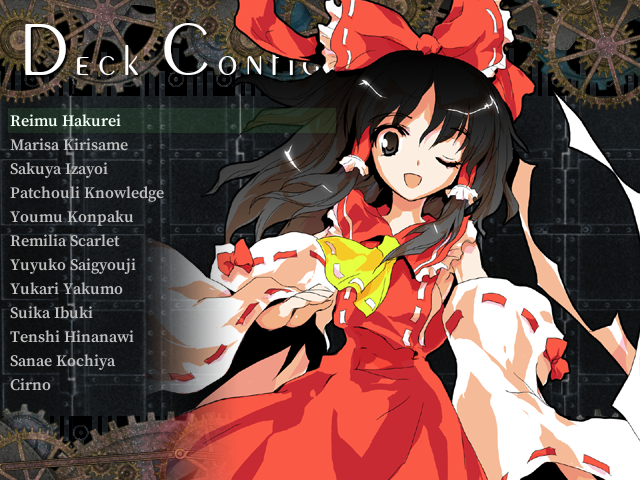 Deck Config
Reimu Hakurei
Marisa Kirisame
Sakuya Izayoi
Patchouli Knowledge
Youmu Konpaku
Remilia Scarlet
Yuyuko Saigyouji
Yukari Yakumo
Suika Ibuki
Tenshi Hinanawi
Sanae Kochiya
Cirno